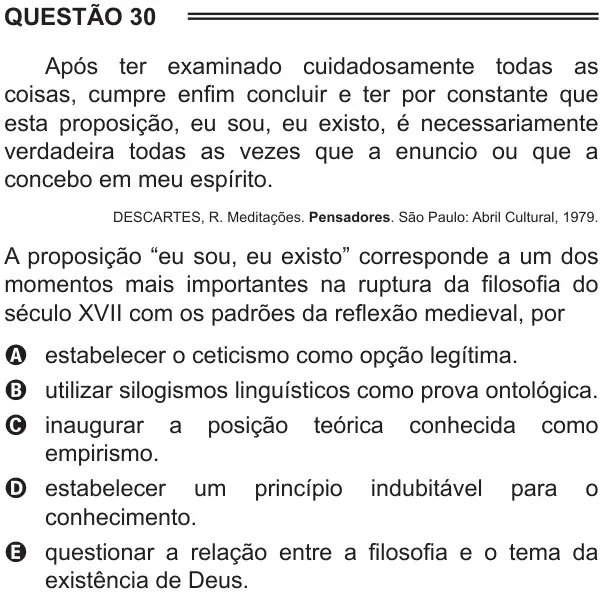 QUESTÃO 30
Após ter examinado cuidadosamente todas as
coisas, cumpre enfim concluir e ter por constante que
esta proposição, eu sou, eu existo, é necessariamente
verdadeira todas as vezes que a enuncio ou que a
concebo em meu espírito.
DESCARTES, R. Meditações. Pensadores. São Paulo: Abril Cultural, 1979.
A proposição “eu sou, eu existo” corresponde a um dos
momentos mais importantes na ruptura da filosofia do
século XVII com os padrões da reflexão medieval, por
A estabelecer o ceticismo como opção legítima.
B utilizar silogismos linguísticos como prova ontológica.
C inaugurar a posição teórica conhecida como
empirismo.
D estabelecer um princípio indubitável para o
conhecimento.
E questionar a relação entre a filosofia e o tema da
existência de Deus.